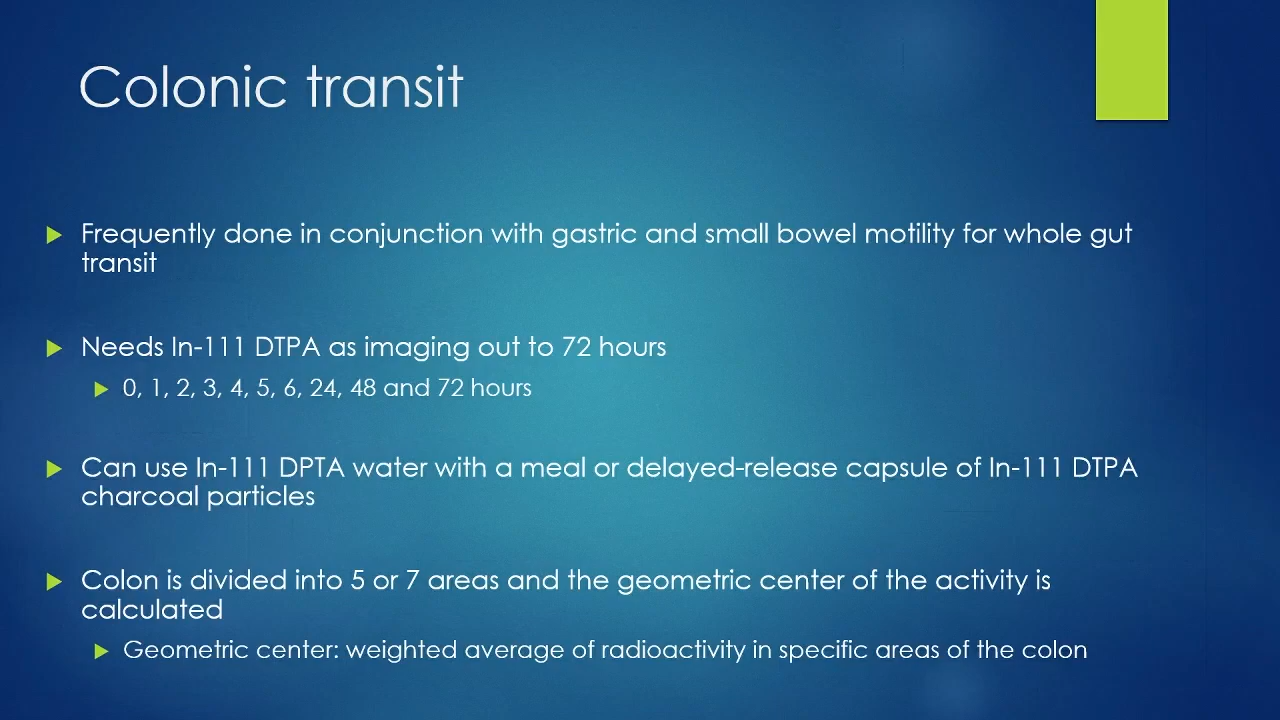 Colonic transit
Frequently done in conjunction with gastric and small bowel motility for whole gut
transit
Needs In-111 DTPA as imaging out to 72 hours
0, 1, 2, 3, 4, 5, 6, 24, 48 and 72 hours
Can use In-111 DPTA water with a meal or delayed-release capsule of In-111 DTPA
charcoal particles
Colon is divided into 5 or 7 areas and the geometric center of the activity is
calculated
Geometric center: weighted average of radioactivity in specific areas of the colon